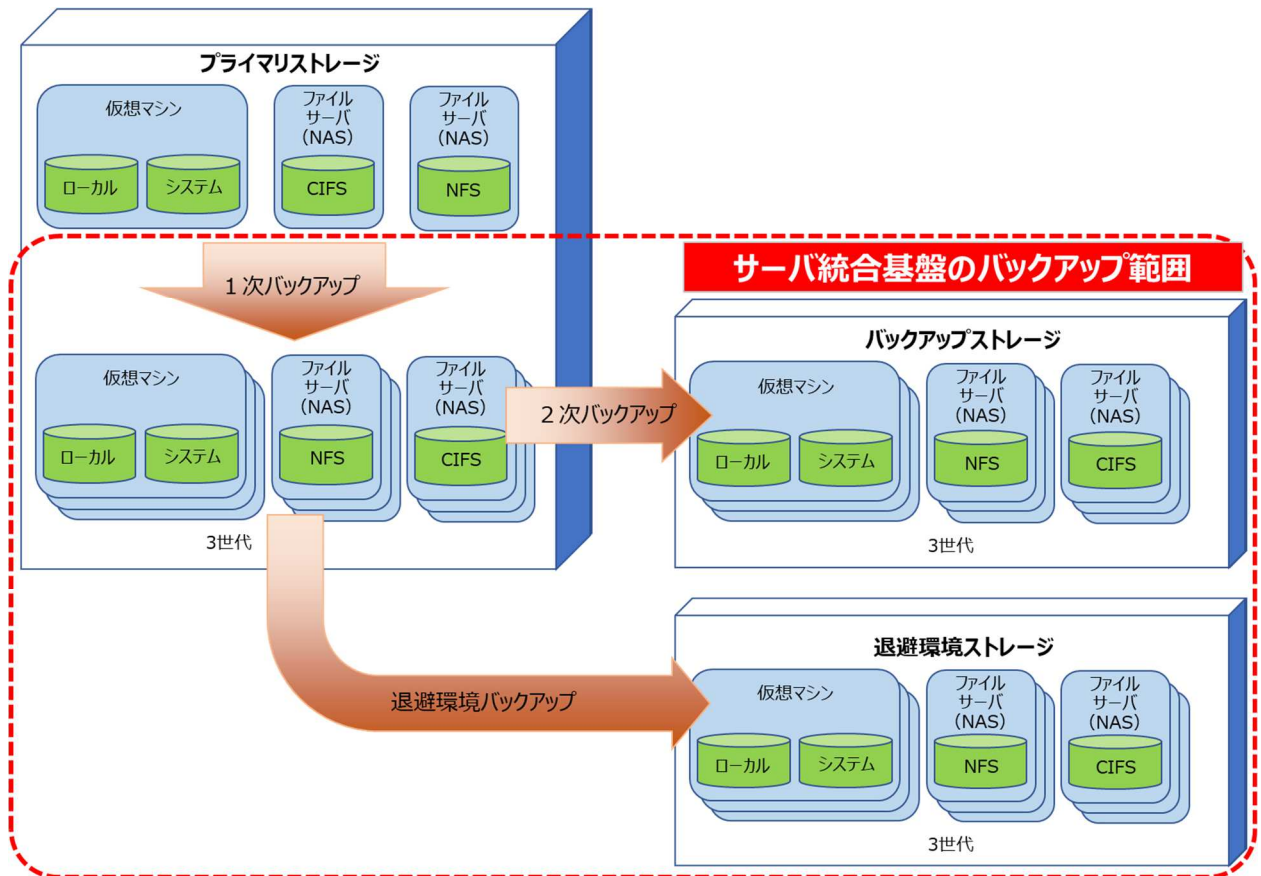 プライマリストレージ
仮想マシン
ローカル
システム
ファイル
サーバ
(NAS)
CIFS
ファイル
サーバ
(NAS)
NFS
1次バックアップ
サーバ統合基盤のバックアップ範囲
仮想マシン
ローカル
システム
ファイル
サーバ
(NAS)
NFS
ファイル
サーバ
(NAS)
CIFS
3世代
2次バックアップ
バックアップストレージ
仮想マシン
ローカル
システム
ファイル
サーバ
(NAS)
NFS
ファイル
サーバ
(NAS)
CIFS
3世代
退避環境バックアップ
退避環境ストレージ
仮想マシン
ローカル
システム
ファイル
サーバ
(NAS)
NFS
ファイル
サーバ
(NAS)
CIFS
3世代